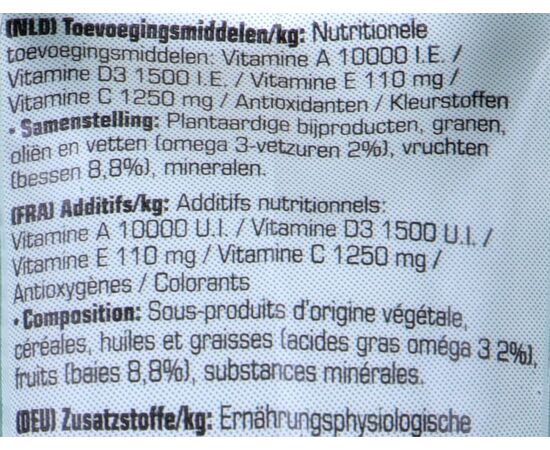 (NLD) Toevoegingsmiddelen/kg: Nutritionele
toevoegingsmiddelen: Vitamine A 10000 I.E. /
Vitamine D3 1500 I.E. / Vitamine E 110 mg /
Vitamine C 1250 mg / Antioxidanten / Kleurstoffen
• Samenstelling: Plantaardige bijproducten, granen,
oliën en vetten (omega 3-vetzuren 2%), vruchten
(bessen 8,8%), mineralen.
(FRA) Additifs/kg: Additifs nutritionnels:
Vitamine A 10000 U.I. / Vitamine D3 1500 U.I. /
Vitamine E 110 mg / Vitamine C 1250 mg /
Antioxygènes / Colorants
• Composition: Sous-produits d'origine végétale,
céréales, huiles et graisses (acides gras oméga 3 2%),
fruits (baies 8,8%), substances minérales.
(DEU) Zusatzstoffe/kg: Ernährungsphysiologische